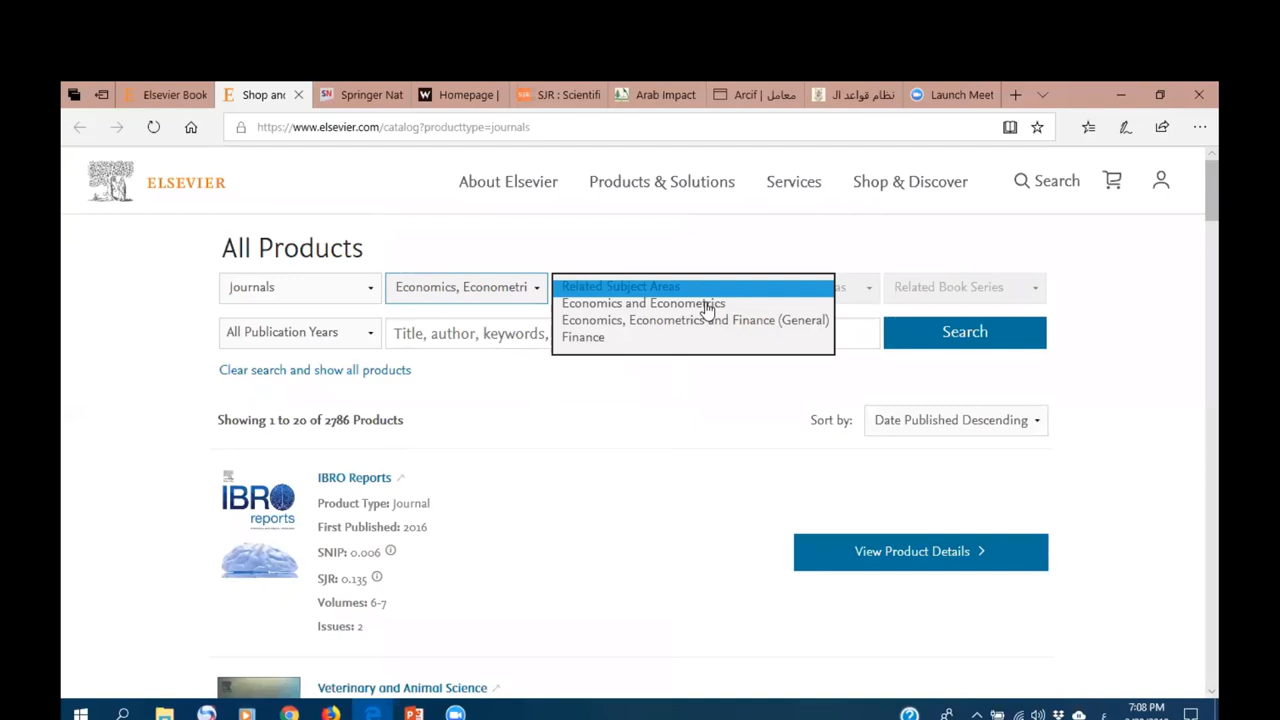 Elsevier Book
Shop and
Springer Nat
Homepage |
SJR : Scientifi
Arab Impact
Arcif | معامل
نظام قواعد ال
Launch Meet
https://www.elsevier.com/catalog?producttype=journals
ELSEVIER
About Elsevier
Products & Solutions
Services
Shop & Discover
Search
All Products
Journals
Economics, Econometri
Related Subject Areas
Economics and Econometrics
Economics, Econometrics and Finance (General)
Finance
as
Related Book Series
All Publication Years
Title, author, keywords,
Search
Clear search and show all products
Showing 1 to 20 of 2786 Products
Sort by:
Date Published Descending
IBRO
reports
IBRO Reports
Product Type: Journal
First Published: 2016
SNIP: 0.006
SJR: 0.135
Volumes: 6-7
Issues: 2
View Product Details
Veterinary and Animal Science
7:08 PM